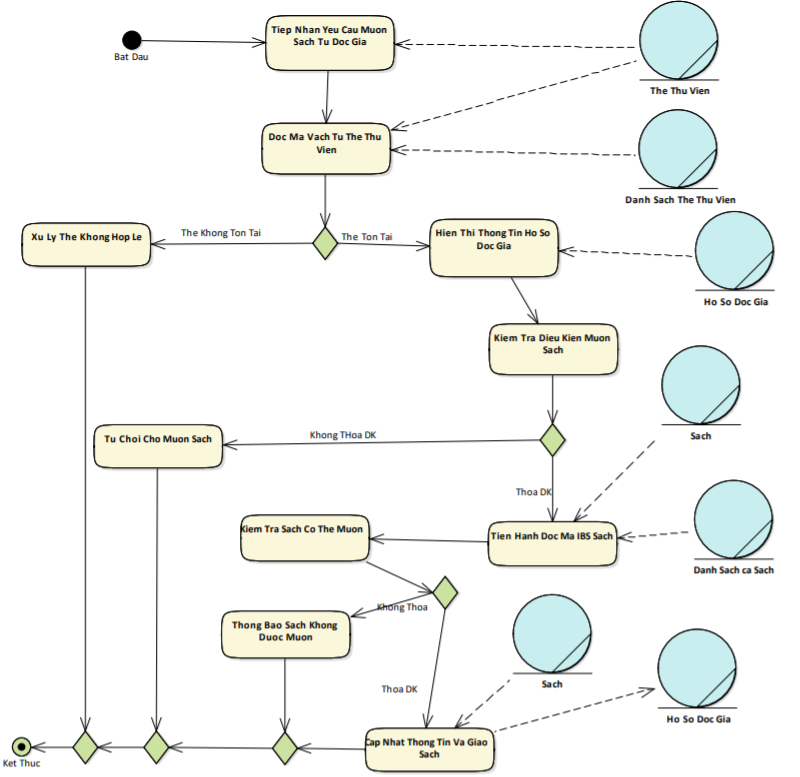 Tiep Nhan Yeu Cau Muon
Sach Tu Doc Gia
Bat Dau
The Thu Vien
Doc Ma Vach Tu The Thu
Vien
Danh Sach The Thu Vien
Xu Ly The Khong Hop Le
The Khong Ton Tai
The Ton Tai
Hien Thi Thong Tin Ho So
Doc Gia
Ho So Doc Gia
Kiem Tra Dieu Kien Muon
Sach
Sach
Tu Choi Cho Muon Sach
Khong THoa DK
Thoa DK
Kiem Tra Sach Co The Muon
Tien Hanh Doc Ma IBS Sach
Danh Sach ca Sach
Khong Thoa
Thong Bao Sach Khong
Duoc Muon
Thoa DK
Sach
Ho So Doc Gia
Cap Nhat Thong Tin Va Giao
Sach
Ket Thuc